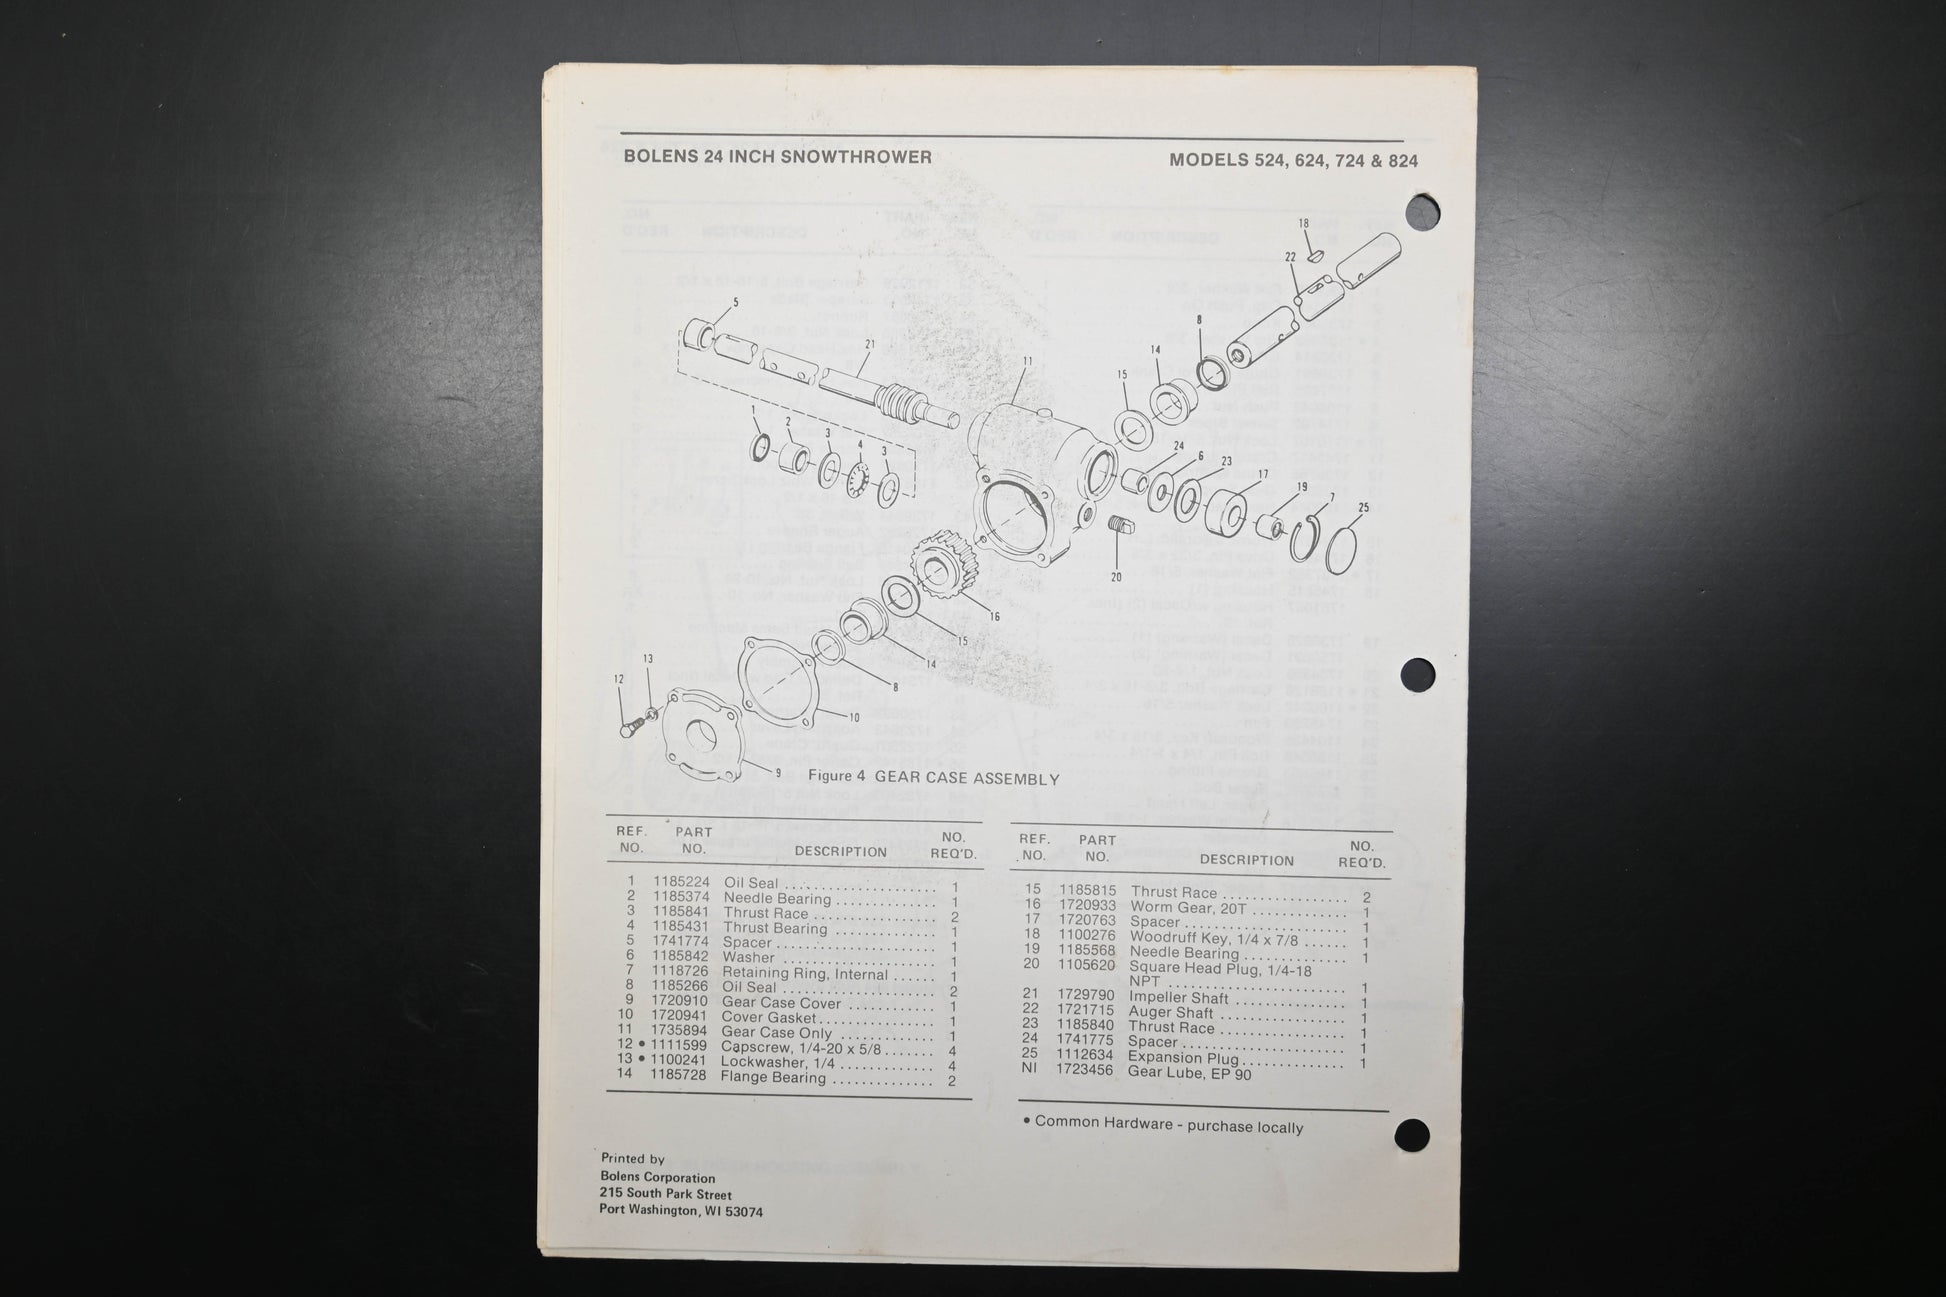 BOLENS 24 INCH SNOWTHROWER
MODELS 524, 624, 724 & 824
18
22
5
8
21
14
11
15
1
2
3
4
3
24
6
23
17
19
7
25
20
16
15
14
13
12
8
10
9
Figure 4 GEAR CASE ASSEMBLY
REF. NO. PART NO. DESCRIPTION NO. REQ'D.
1 1185224 Oil Seal 1
2 1185374 Needle Bearing 1
3 1185841 Thrust Race 2
4 1185431 Thrust Bearing 1
5 1741774 Spacer 1
6 1185842 Washer 1
7 1118726 Retaining Ring, Internal 1
8 1185266 Oil Seal 2
9 1720910 Gear Case Cover 1
10 1720941 Cover Gasket 1
11 1735894 Gear Case Only 1
12 • 1111599 Capscrew, 1/4-20 x 5/8 4
13 • 1100241 Lockwasher, 1/4 4
14 1185728 Flange Bearing 2
REF. NO. PART NO. DESCRIPTION NO. REQ'D.
15 1185815 Thrust Race 2
16 1720933 Worm Gear, 20T 1
17 1720763 Spacer 1
18 1100276 Woodruff Key, 1/4 x 7/8 1
19 1185568 Needle Bearing 1
20 1105620 Square Head Plug, 1/4-18
NPT 1
21 1729790 Impeller Shaft 1
22 1721715 Auger Shaft 1
23 1185840 Thrust Race 1
24 1741775 Spacer 1
25 1112634 Expansion Plug 1
NI 1723456 Gear Lube, EP 90
• Common Hardware - purchase locally
Printed by
Bolens Corporation
215 South Park Street
Port Washington, WI 53074